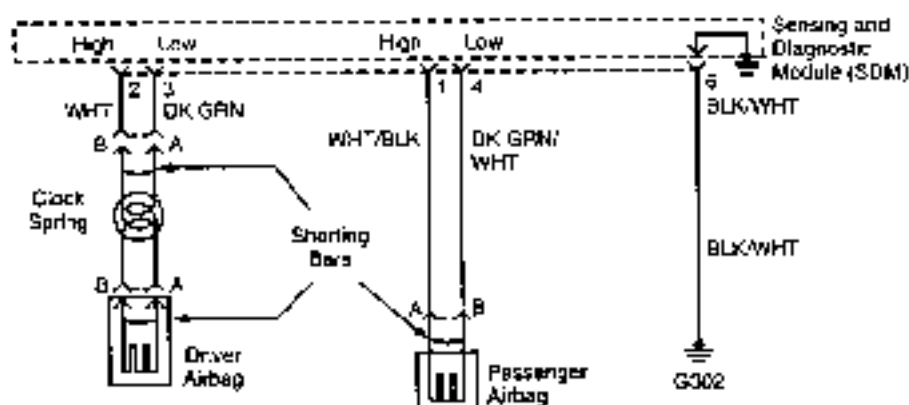 Sensing and
Diagnostic
Module (SDM)
High Low
High Low
2 3
1 4
WHT DK GRN
WHT/BLK DK GRN/
WHT
BLK/WHT
B A
Clock
Spring
Shorting
Bars
BLK/WHT
B A
A B
Driver
Airbag
Passenger
Airbag
G302